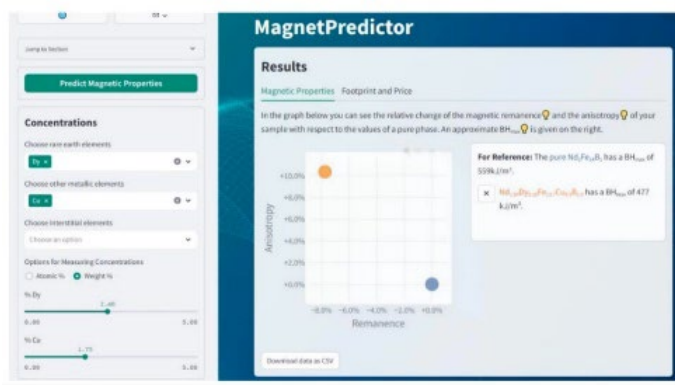 MagnetPredictor
Jump to Section
Predict Magnetic Properties
Concentrations
Choose rare earth elements
Dy ×
Choose other metallic elements
Choose interstitial elements
Choose an option
Options for Measuring Concentrations
Atomic % Weight %
% Dy
0.00 5.00
0.00 5.00
Results
Magnetic Properties Footprint and Price
In the graph below you can see the relative change of the magnetic remanence and the anisotropy of your
sample with respect to the values of a pure phase. An approximate BHmax is given on the right.
Anisotropy
+10.0%
+8.0%
+6.0%
+4.0%
+2.0%
+0.0%
-8.0% -6.0% -4.0% -2.0% +0.0%
Remanence
For Reference: The pure Nd2Fe14B has a BHmax of
559kJ/m³.
has a BHmax of 477
kJ/m³.
Download data as CSV